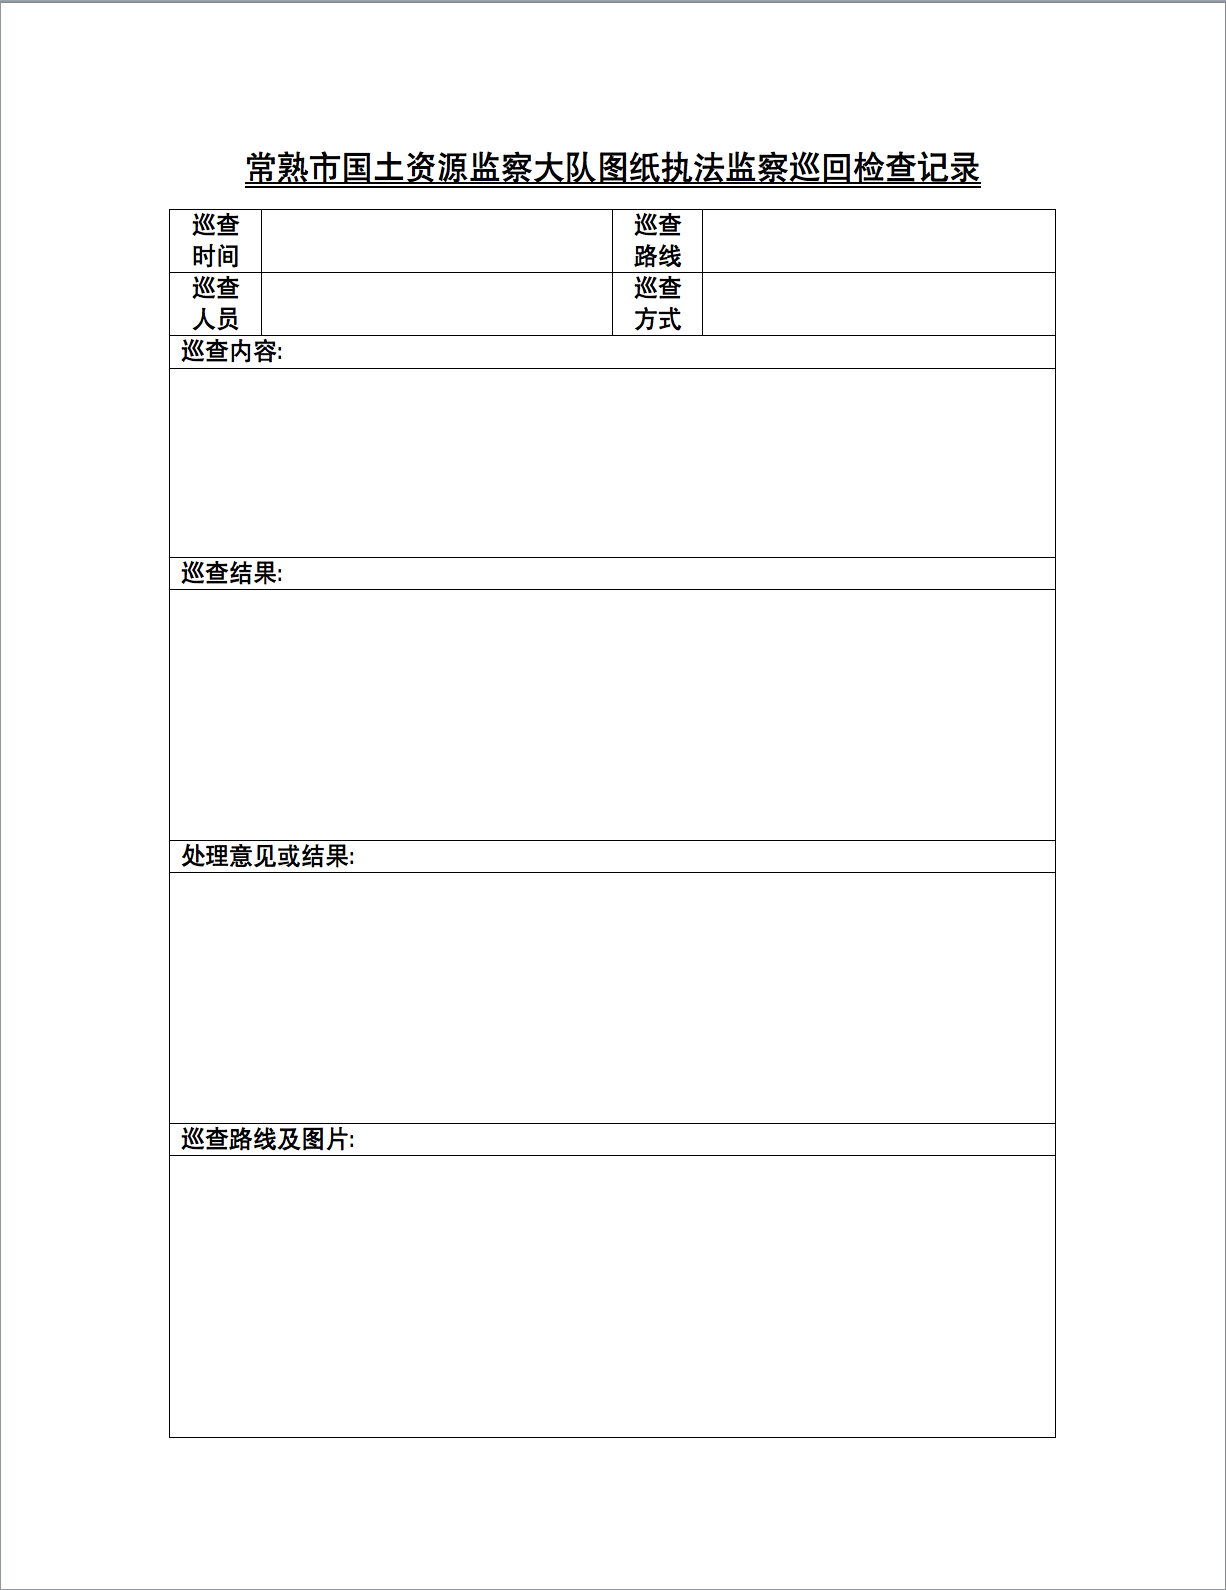 常熟市国土资源监察大队图纸执法监察巡回检查记录
巡查
时间
巡查
路线
巡查
人员
巡查
方式
巡查内容:
巡查结果:
处理意见或结果:
巡查路线及图片: